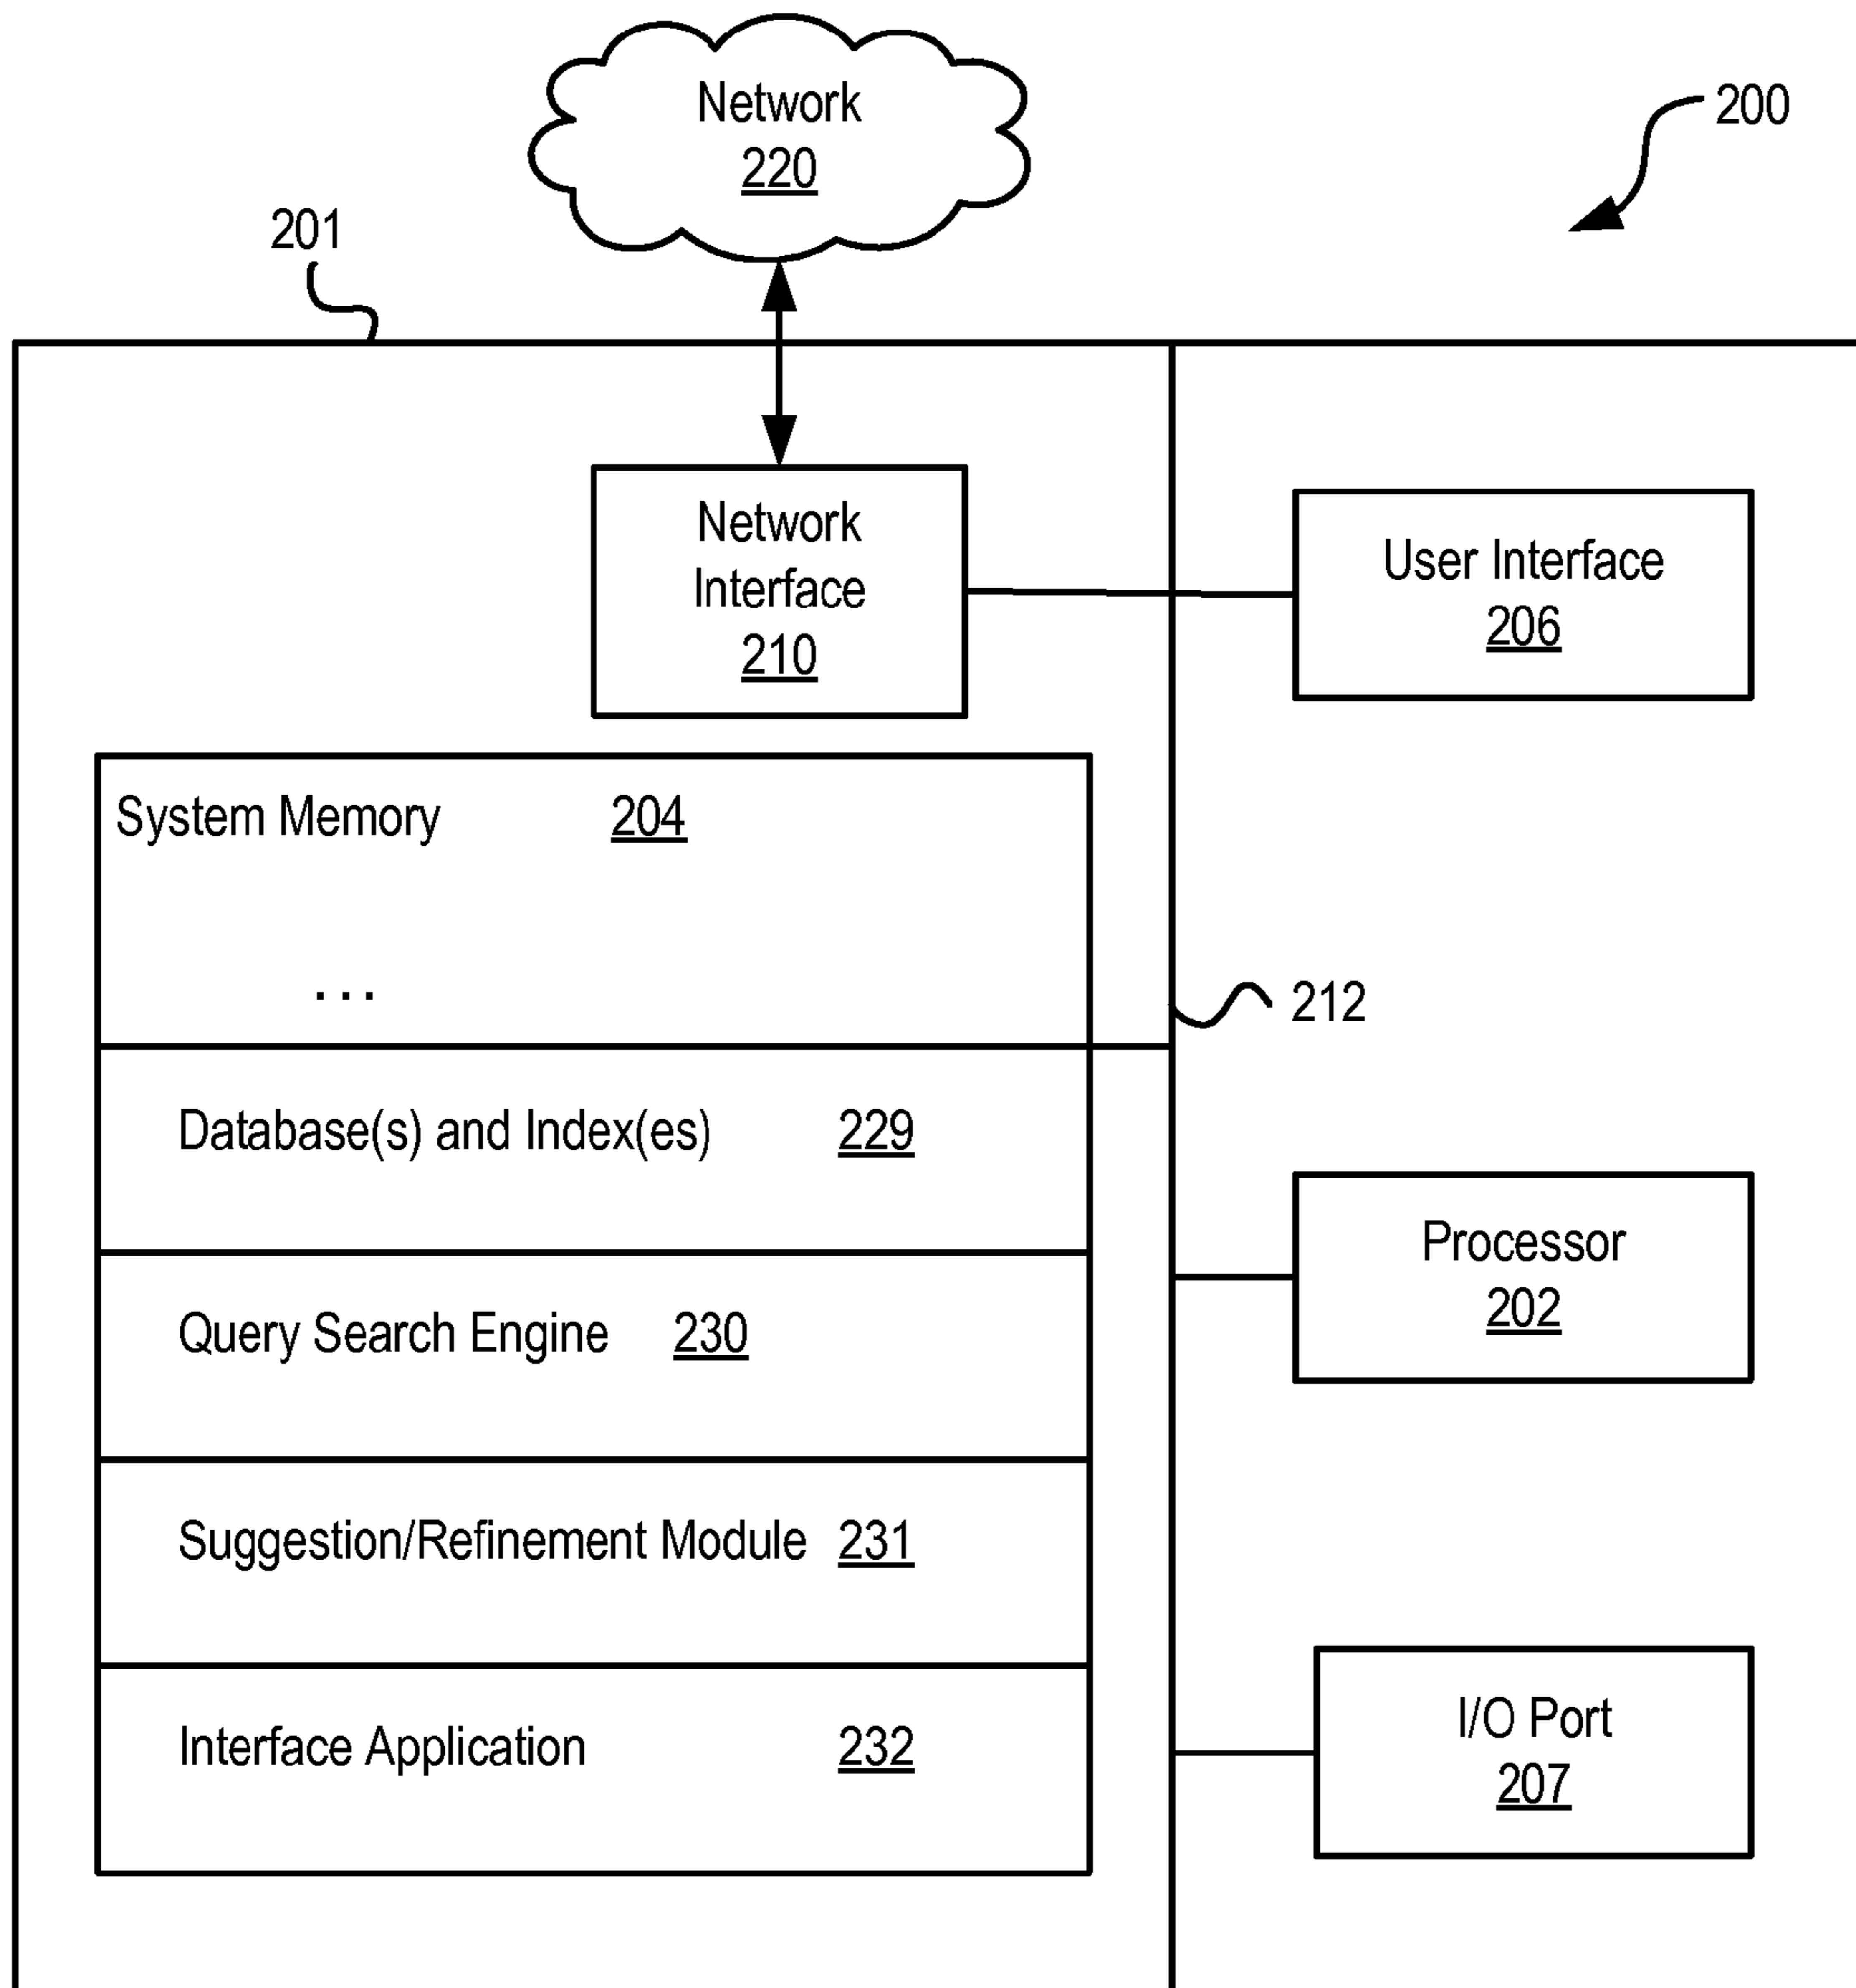 Network
220
200
201
Network
Interface
210
User Interface
206
System Memory 204
...
212
Database(s) and Index(es) 229
Processor
202
Query Search Engine 230
Suggestion/Refinement Module 231
I/O Port
207
Interface Application 232